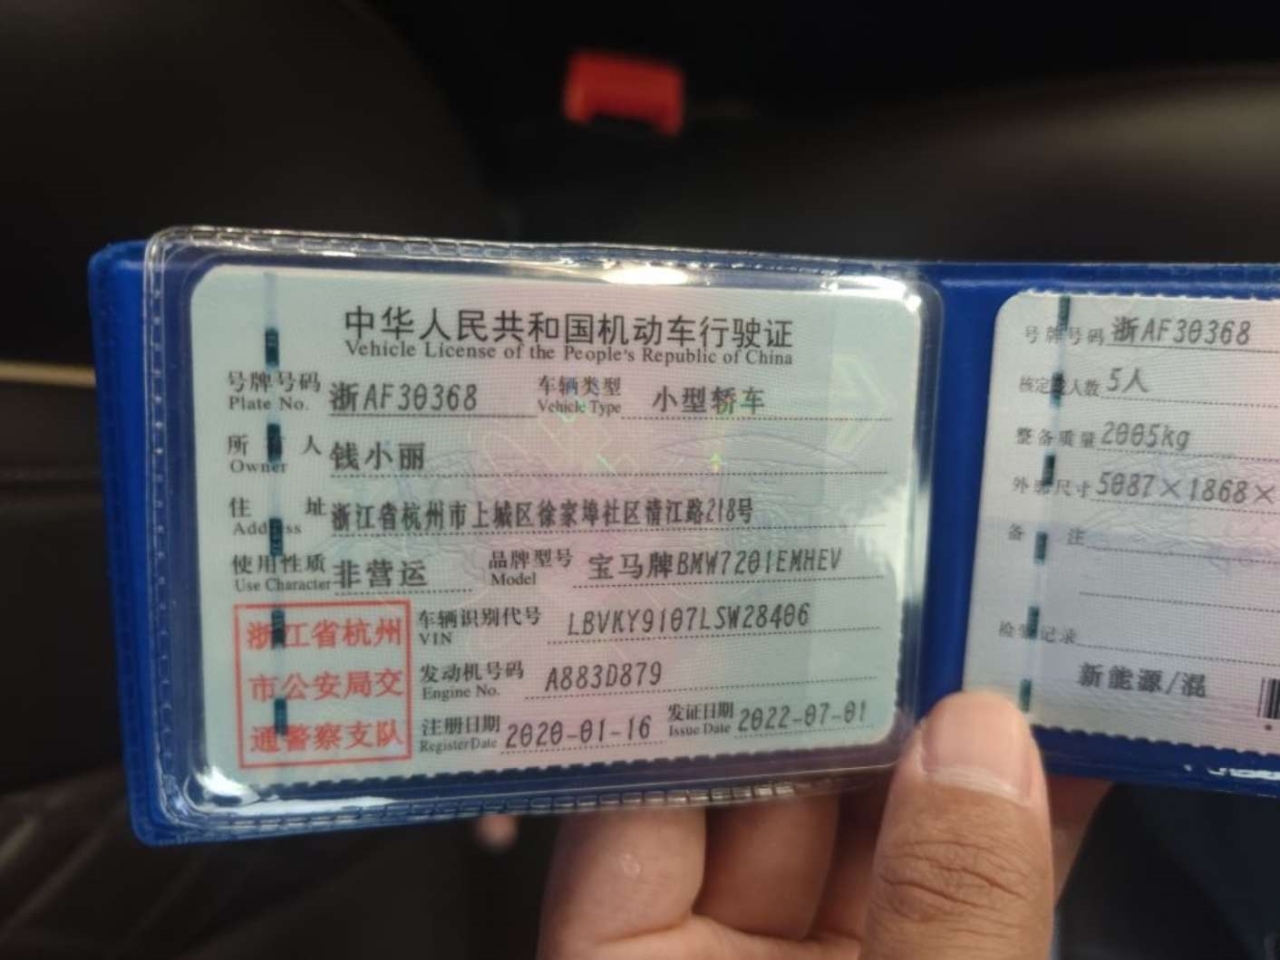 中华人民共和国机动车行驶证
Vehicle License of the People's Republic of China
号牌号码 浙AF30368 车辆类型 小型轿车
Plate No. Vehicle Type
所 人 钱小丽
Owner
住 址 浙江省杭州市上城区徐家埠社区清江路218号
Address
使用性质 非营运 品牌型号 宝马牌BMW7201EMHEV
Use Character Model
浙江省杭州
市公安局交
通警察支队
车辆识别代号 LBVKY9107LSW28406
VIN
发动机号码 A883D879
Engine No.
注册日期 2020-01-16 发证日期 2022-07-01
Register Date Issue Date
号牌号码 浙AF30368
核定载人数 5人
整备质量 2005kg
外廓尺寸 5087×1868×
备 注
检验记录
新能源/混